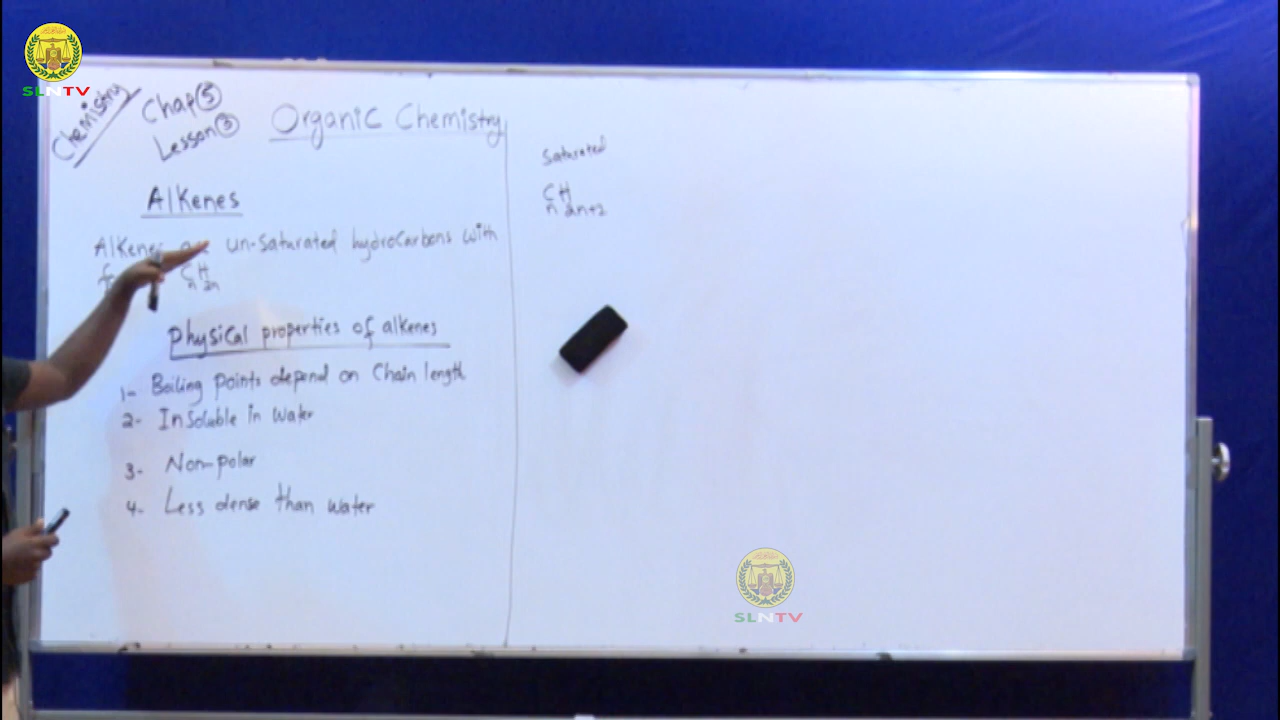 SLNTV
Chemistry
Chap 5
Lesson 3
Organic Chemistry
Alkenes
Alkenes are un-saturated hydrocarbons with
CnH2n
physical properties of alkenes
1- Boiling points depend on Chain length
2- Insoluble in water
3- Non-polar
4- Less dense than water
Saturated
CnH2n+2
SLNTV